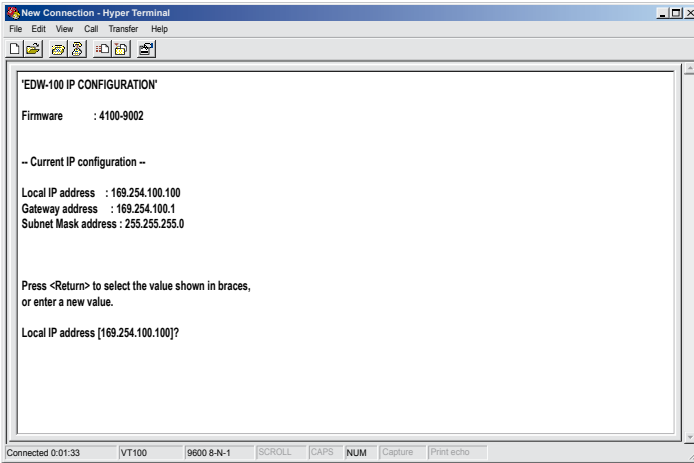 New Connection - Hyper Terminal
File Edit View Call Transfer Help
'EDW-100 IP CONFIGURATION'
Firmware : 4100-9002
-- Current IP configuration --
Local IP address : 169.254.100.100
Gateway address : 169.254.100.1
Subnet Mask address : 255.255.255.0
Press <Return> to select the value shown in braces,
or enter a new value.
Local IP address [169.254.100.100]?
Connected 0:01:33 VT100 9600 8-N-1 SCROLL CAPS NUM Capture Print echo